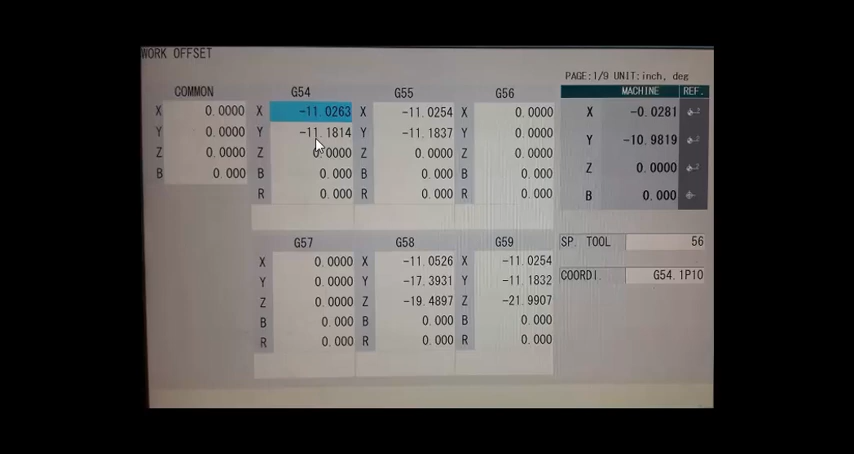 WORK OFFSET
PAGE:1/9 UNIT:inch, deg
COMMON G54 G55 G56 MACHINE REF.
X 0.0000 X -11.0263 X -11.0254 X 0.0000 X -0.0281
Y 0.0000 Y -11.1814 Y -11.1837 Y 0.0000 Y -10.9819
Z 0.0000 Z 0.0000 Z 0.0000 Z 0.0000 Z 0.0000
B 0.000 B 0.000 B 0.000 B 0.000 B 0.000
R 0.000 R 0.000 R 0.000
G57 G58 G59 SP. TOOL 56
X 0.0000 X -11.0526 X -11.0254 COORDI. G54.1P10
Y 0.0000 Y -17.3931 Y -11.1832
Z 0.0000 Z -19.4897 Z -21.9907
B 0.000 B 0.000 B 0.000
R 0.000 R 0.000 R 0.000